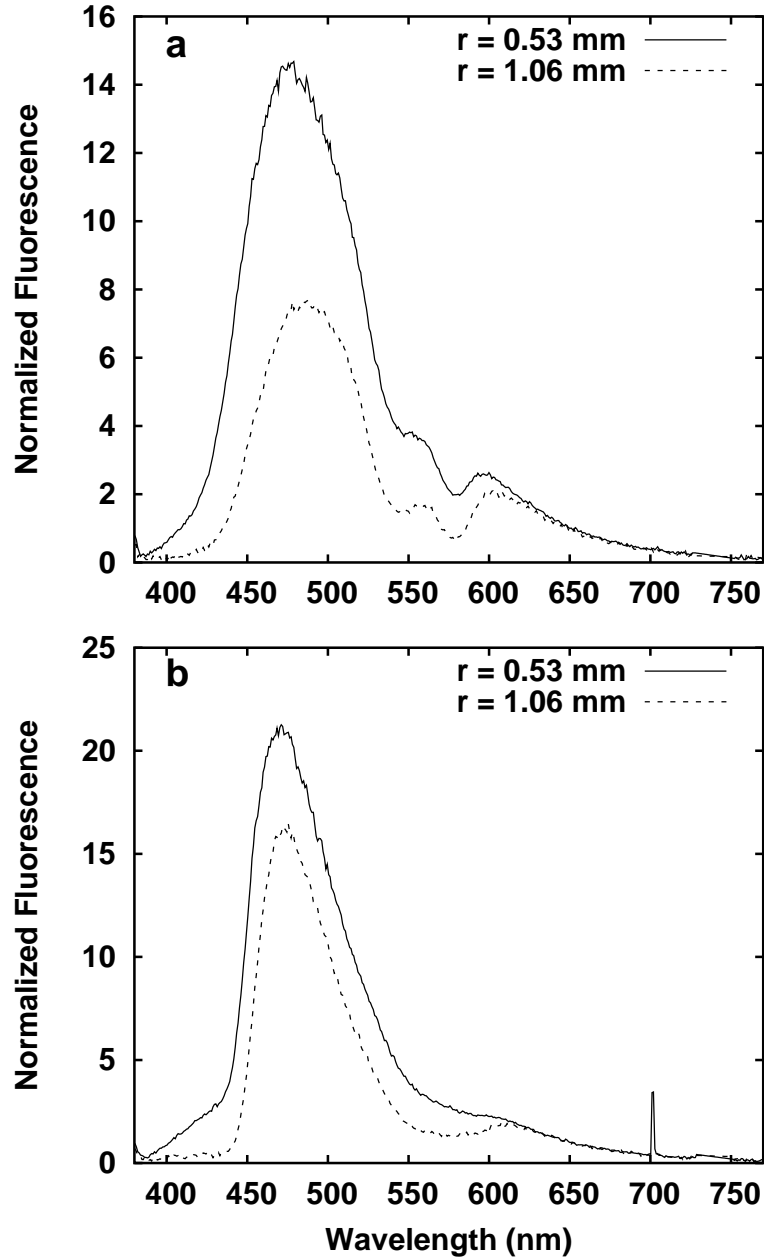 a
r = 0.53 mm
r = 1.06 mm
16
14
12
10
8
6
4
2
0
Normalized Fluorescence
400 450 500 550 600 650 700 750
b
r = 0.53 mm
r = 1.06 mm
25
20
15
10
5
0
Normalized Fluorescence
400 450 500 550 600 650 700 750
Wavelength (nm)